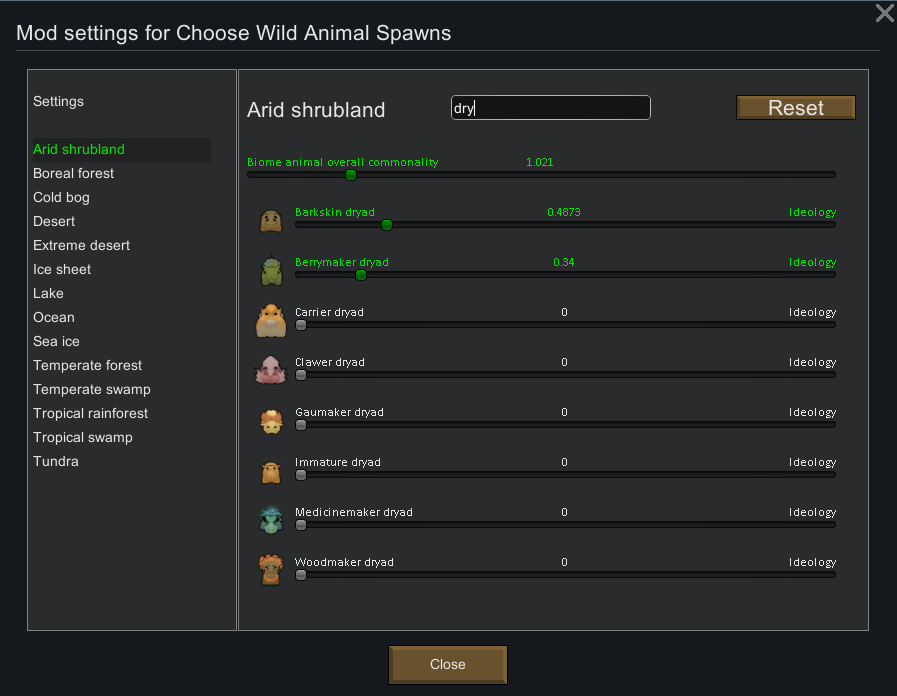 Mod settings for Choose Wild Animal Spawns
Settings
Arid shrubland
Boreal forest
Cold bog
Desert
Extreme desert
Ice sheet
Lake
Ocean
Sea ice
Temperate forest
Temperate swamp
Tropical rainforest
Tropical swamp
Tundra
Arid shrubland dry Reset
Biome animal overall commonality 1.021
Barkskin dryad 0.4873 Ideology
Berrymaker dryad 0.34 Ideology
Carrier dryad 0 Ideology
Clawer dryad 0 Ideology
Gaumaker dryad 0 Ideology
Immature dryad 0 Ideology
Medicinemaker dryad 0 Ideology
Woodmaker dryad 0 Ideology
Close